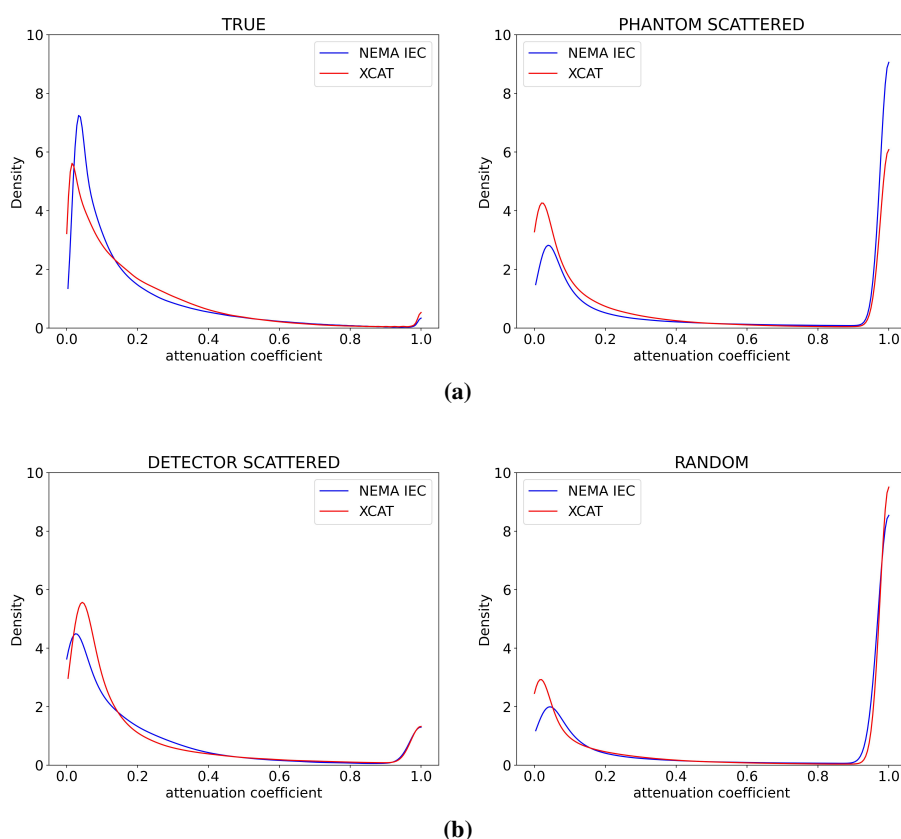 TRUE
10
8
6
4
2
0
Density
NEMA IEC
XCAT
0.0 0.2 0.4 0.6 0.8 1.0
attenuation coefficient
PHANTOM SCATTERED
10
8
6
4
2
0
Density
NEMA IEC
XCAT
0.0 0.2 0.4 0.6 0.8 1.0
attenuation coefficient
(a)
DETECTOR SCATTERED
10
8
6
4
2
0
Density
NEMA IEC
XCAT
0.0 0.2 0.4 0.6 0.8 1.0
attenuation coefficient
RANDOM
10
8
6
4
2
0
Density
NEMA IEC
XCAT
0.0 0.2 0.4 0.6 0.8 1.0
attenuation coefficient
(b)